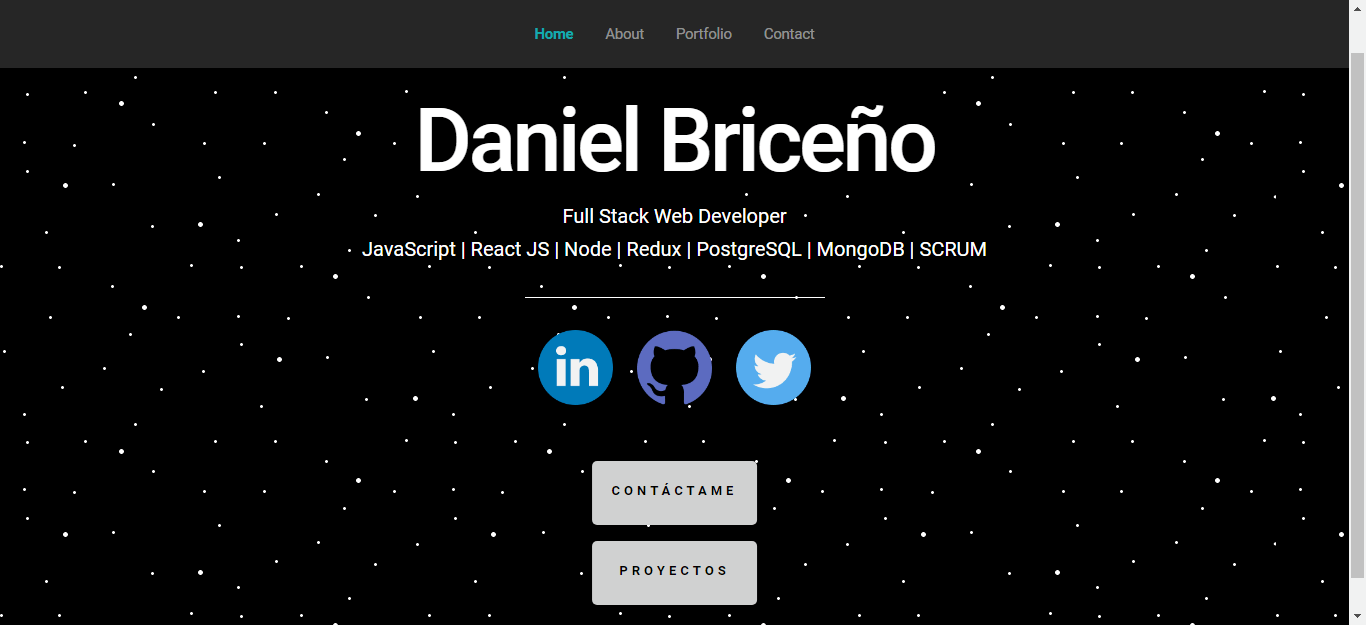 Home About Portfolio Contact
Daniel Briceño
Full Stack Web Developer
JavaScript | React JS | Node | Redux | PostgreSQL | MongoDB | SCRUM
in
CONTÁCTAME
PROYECTOS